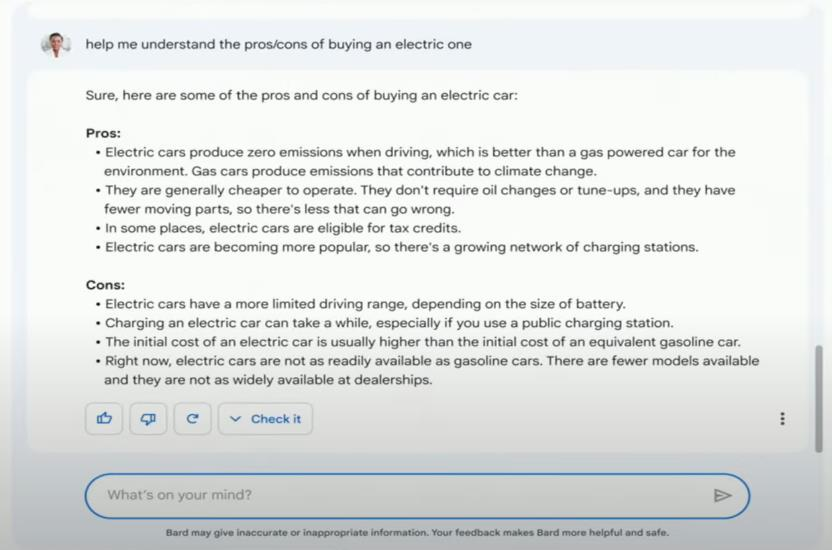 help me understand the pros/cons of buying an electric one
Sure, here are some of the pros and cons of buying an electric car:
Pros:
• Electric cars produce zero emissions when driving, which is better than a gas powered car for the
environment. Gas cars produce emissions that contribute to climate change.
• They are generally cheaper to operate. They don't require oil changes or tune-ups, and they have
fewer moving parts, so there's less that can go wrong.
• In some places, electric cars are eligible for tax credits.
• Electric cars are becoming more popular, so there's a growing network of charging stations.
Cons:
• Electric cars have a more limited driving range, depending on the size of battery.
• Charging an electric car can take a while, especially if you use a public charging station.
• The initial cost of an electric car is usually higher than the initial cost of an equivalent gasoline car.
• Right now, electric cars are not as readily available as gasoline cars. There are fewer models available
and they are not as widely available at dealerships.
Check it
What's on your mind?
Bard may give inaccurate or inappropriate information. Your feedback makes Bard more helpful and safe.